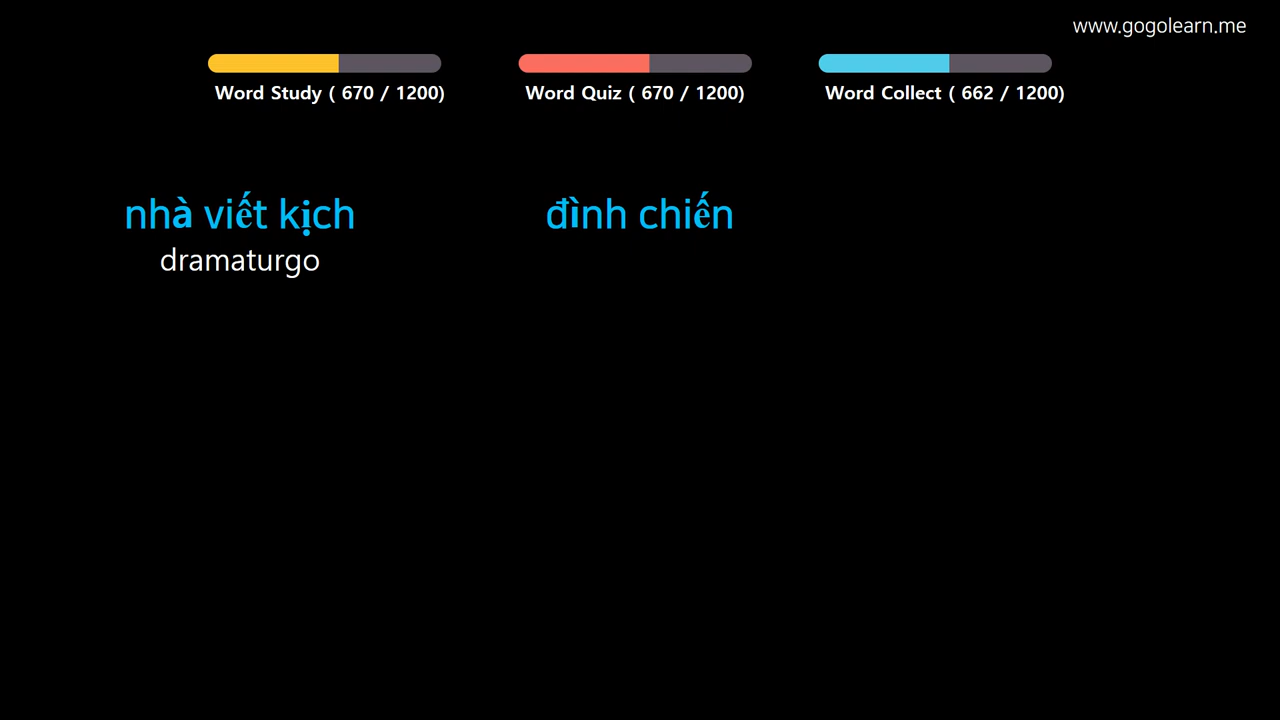 www.gogolearn.me
Word Study ( 670 / 1200)
Word Quiz ( 670 / 1200)
Word Collect ( 662 / 1200)
nhà viết kịch
dramaturgo
đình chiến